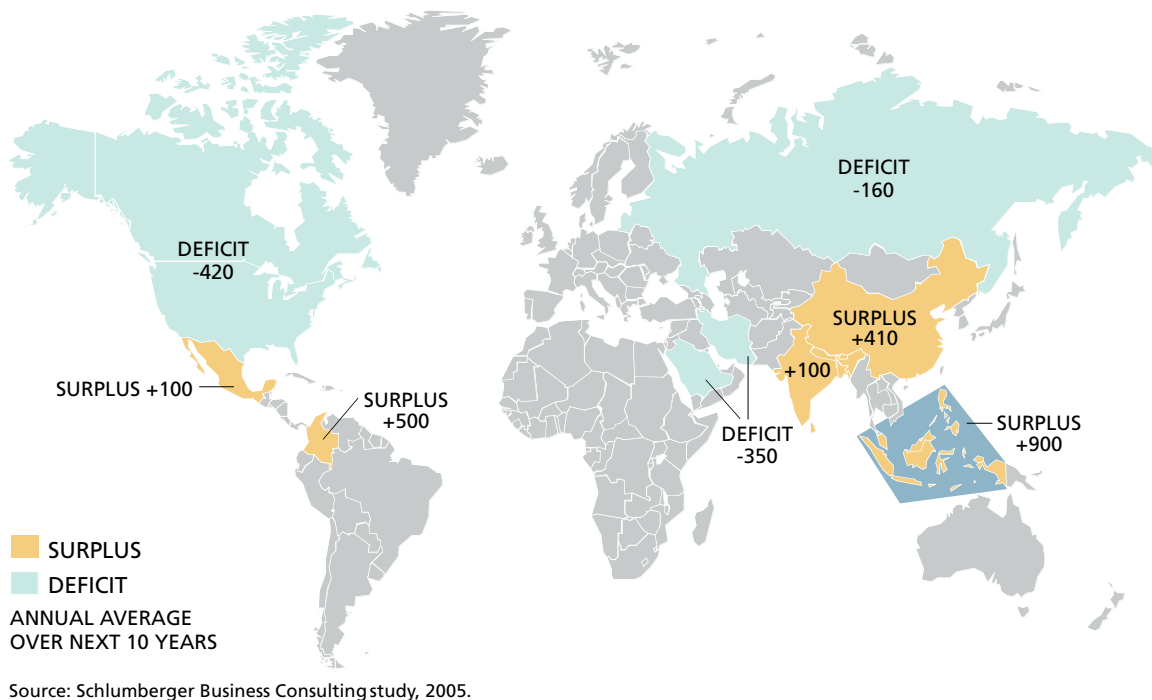 DEFICIT
-160
DEFICIT
-420
SURPLUS
+410
SURPLUS +100
+100
SURPLUS
+500
SURPLUS
+900
DEFICIT
-350
SURPLUS
DEFICIT
ANNUAL AVERAGE
OVER NEXT 10 YEARS
Source: Schlumberger Business Consulting study, 2005.